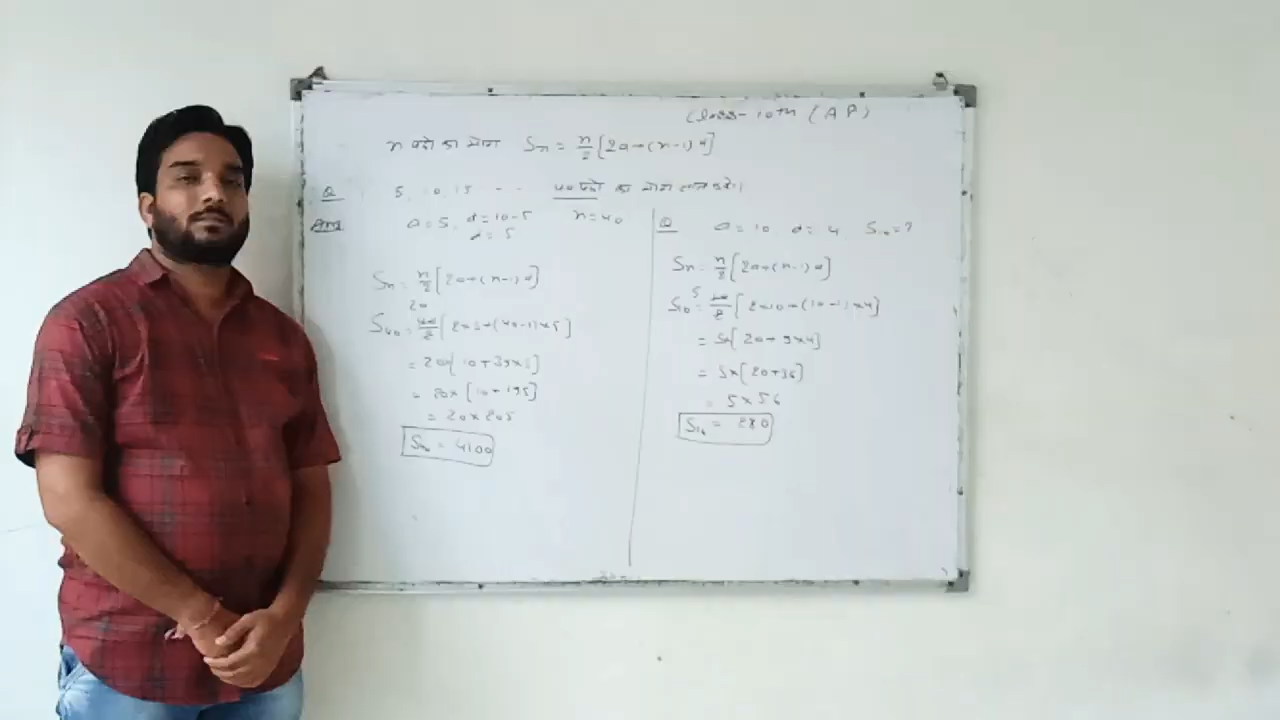 Class - 10th (A P)
n पदो का योग Sn = n/2 [2a+(n-1)d]
Q 5, 10, 15 - - 40 पदो का योग ज्ञात करे।
Ans a = 5, d = 10-5 n = 40
d = 5
Sn = n/2 [2a+(n-1)d]
20
S40 = 40/2 [2×5+(40-1)×5]
= 20×[10+39×5]
= 20×[10+195]
= 20×205
S40 = 4100
Q a = 10 d = 4 S10 = ?
Sn = n/2 [2a+(n-1)d]
5
S10 = 10/2 [2×10+(10-1)×4]
= 5×[20+9×4]
= 5×[20+36]
= 5×56
S10 = 280